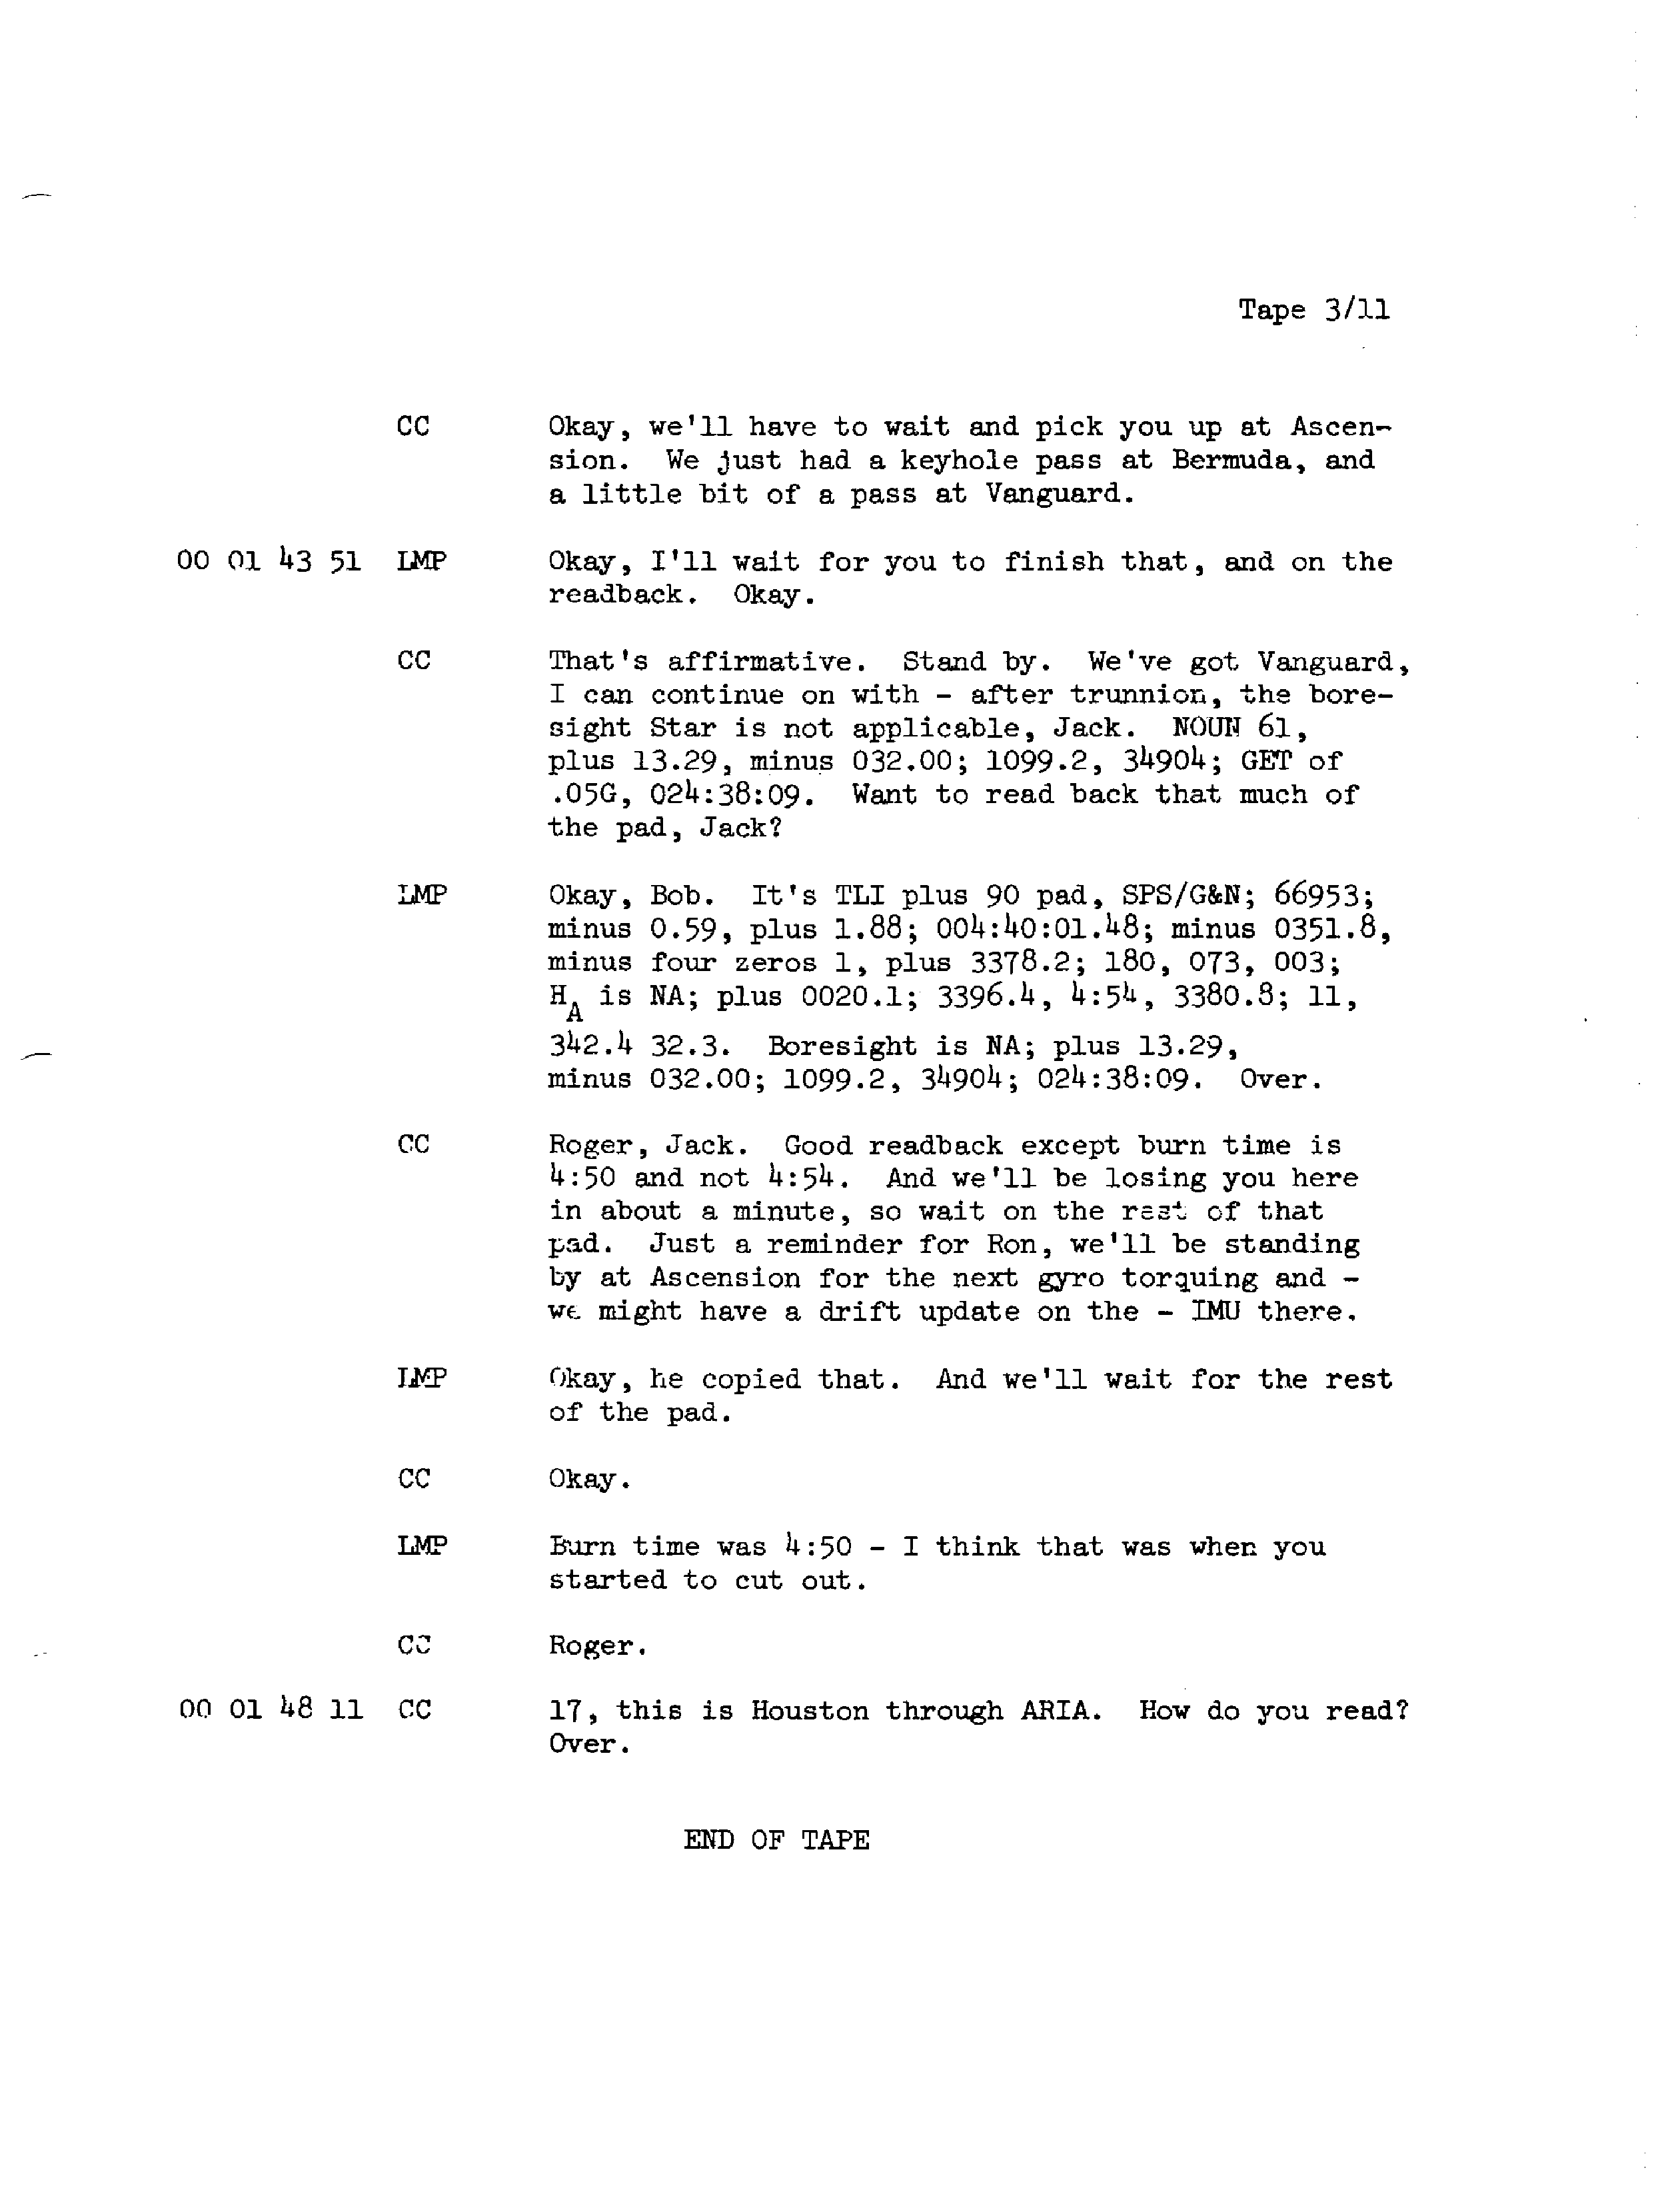 Tape 3/11
CC Okay, we'll have to wait and pick you up at Ascen-
sion. We just had a keyhole pass at Bermuda, and
a little bit of a pass at Vanguard.
00 01 43 51 LMP Okay, I'll wait for you to finish that, and on the
readback. Okay.
CC That's affirmative. Stand by. We've got Vanguard,
I can continue on with - after trunnion, the bore-
sight Star is not applicable, Jack. NOUN 61,
plus 13.29, minus 032.00; 1099.2, 34904; GET of
.05G, 024:38:09. Want to read back that much of
the pad, Jack?
LMP Okay, Bob. It's TLI plus 90 pad, SPS/G&N; 66953;
minus 0.59, plus 1.88; 004:40:01.48; minus 0351.8,
minus four zeros 1, plus 3378.2; 180, 073, 003;
HA is NA; plus 0020.1; 3396.4, 4:54, 3380.8; 11,
342.4 32.3. Boresight is NA; plus 13.29,
minus 032.00; 1099.2, 34904; 024:38:09. Over.
CC Roger, Jack. Good readback except burn time is
4:50 and not 4:54. And we'll be losing you here
in about a minute, so wait on the rest of that
pad. Just a reminder for Ron, we'll be standing
by at Ascension for the next gyro torquing and -
we might have a drift update on the - IMU there.
LMP Okay, he copied that. And we'll wait for the rest
of the pad.
CC Okay.
LMP Burn time was 4:50 - I think that was when you
started to cut out.
CC Roger.
00 01 48 11 CC 17, this is Houston through ARIA. How do you read?
Over.
END OF TAPE